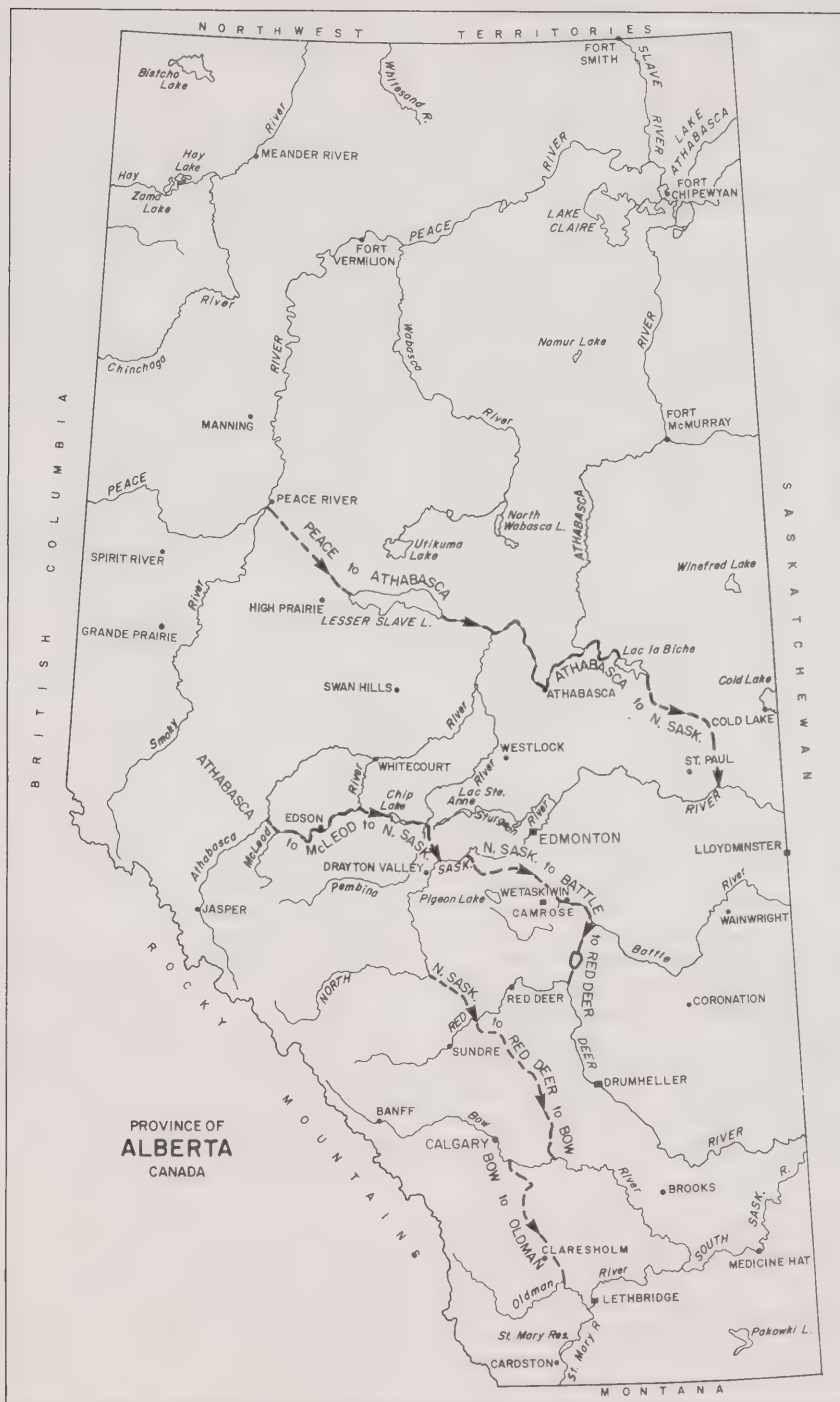 NORTHWEST TERRITORIES
Bistcho Lake
River
Whitesand R.
FORT SMITH
SLAVE RIVER
LAKE ATHABASCA
Hay Lake
MEANDER RIVER
Hay
Zama Lake
RIVER
FORT CHIPEWYAN
LAKE CLAIRE
PEACE
FORT VERMILION
River
Chinchaga
RIVER
Wabasca
Namur Lake
RIVER
River
MANNING
FORT McMURRAY
BRITISH COLUMBIA
SASKATCHEWAN
PEACE
PEACE RIVER
ATHABASCA
North Wabasca L.
PEACE to ATHABASCA
Utikuma Lake
SPIRIT RIVER
Winefred Lake
River
HIGH PRAIRIE
LESSER SLAVE L.
GRANDE PRAIRIE
Lac la Biche
ATHABASCA to N. SASK.
Cold Lake
SWAN HILLS
ATHABASCA
COLD LAKE
River
Smoky
WESTLOCK
ST. PAUL
WHITECOURT
River
ATHABASCA
River
Chip Lake
Lac Ste. Anne
RIVER
Sturgeon River
EDSON
EDMONTON
Athabasca
McLeod
to McLEOD to N. SASK.
LLOYDMINSTER
DRAYTON VALLEY
SASK.
N. SASK. to BATTLE
River
Pembina
Pigeon Lake
WETASKIWIN
CAMROSE
WAINWRIGHT
JASPER
Battle
to RED DEER
ROCKY MOUNTAINS
NORTH
N. SASK.
RED DEER
CORONATION
RED
to RED DEER to BOW
DEER
SUNDRE
DRUMHELLER
PROVINCE OF
ALBERTA
CANADA
BANFF
Bow
CALGARY
RIVER
River
BOW to OLDMAN
BROOKS
SASK. R.
SOUTH
CLARESHOLM
MEDICINE HAT
River
Oldman
LETHBRIDGE
St. Mary Res.
St. Mary R.
Pakowki L.
CARDSTON
MONTANA